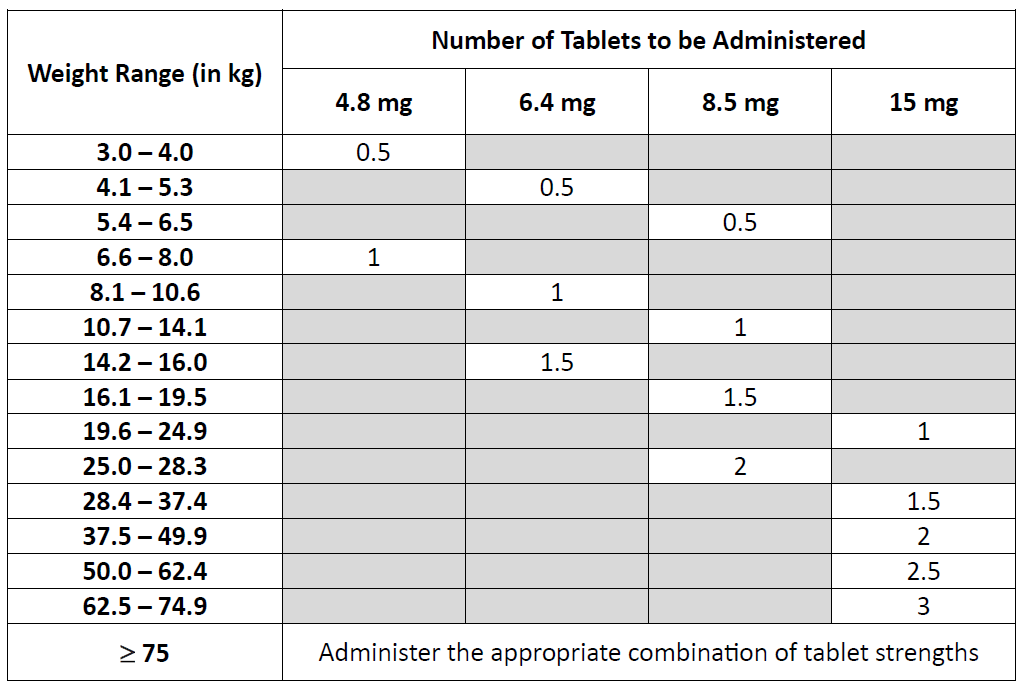 Weight Range (in kg)
Number of Tablets to be Administered
4.8 mg 6.4 mg 8.5 mg 15 mg
3.0 – 4.0 0.5
4.1 – 5.3 0.5
5.4 – 6.5 0.5
6.6 – 8.0 1
8.1 – 10.6 1
10.7 – 14.1 1
14.2 – 16.0 1.5
16.1 – 19.5 1.5
19.6 – 24.9 1
25.0 – 28.3 2
28.4 – 37.4 1.5
37.5 – 49.9 2
50.0 – 62.4 2.5
62.5 – 74.9 3
≥ 75 Administer the appropriate combination of tablet strengths